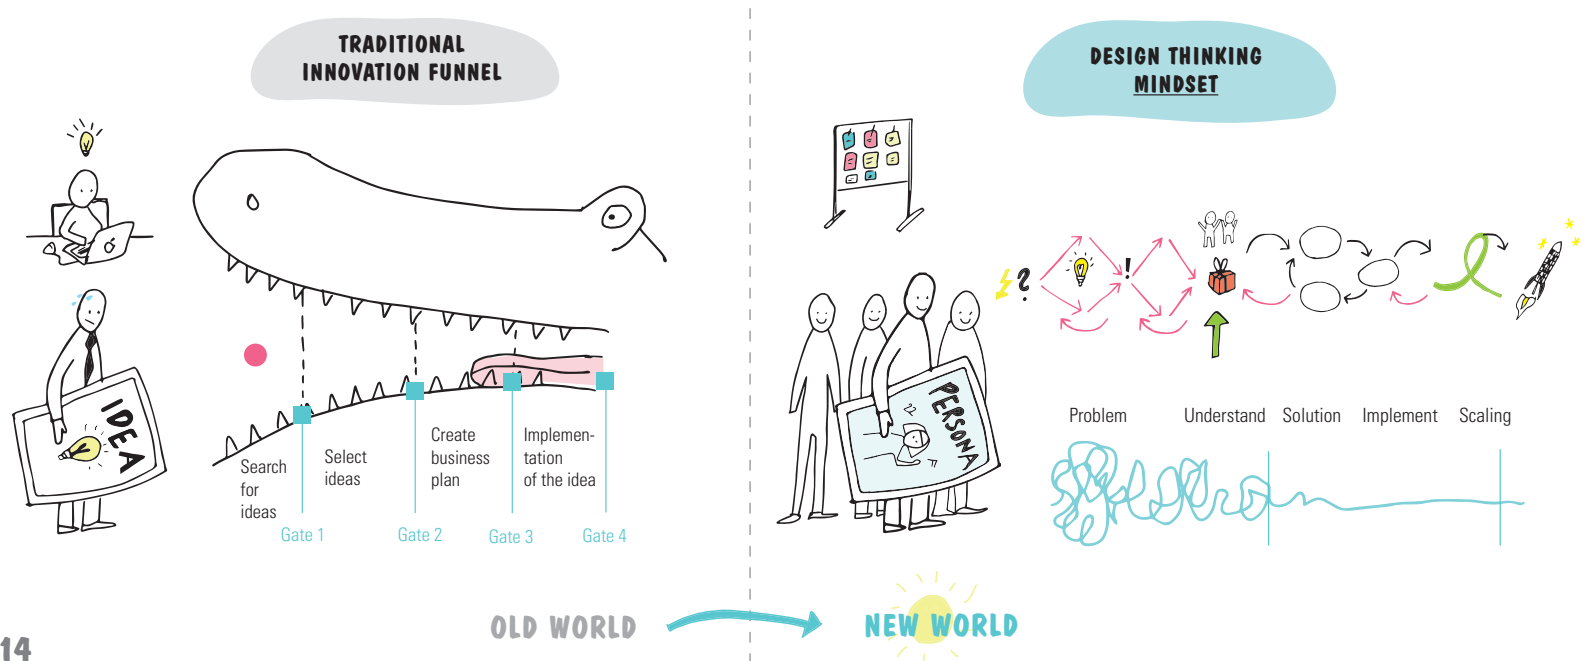 TRADITIONAL
INNOVATION FUNNEL
IDEA
Search
for
ideas
Select
ideas
Create
business
plan
Implemen-
tation
of the idea
Gate 1
Gate 2
Gate 3
Gate 4
OLD WORLD
DESIGN THINKING
MINDSET
?
!
PERSONA
Problem
Understand
Solution
Implement
Scaling
NEW WORLD
14